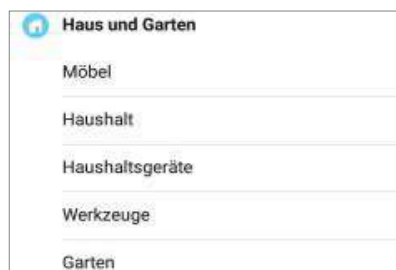 Haus und Garten
Möbel
Haushalt
Haushaltsgeräte
Werkzeuge
Garten